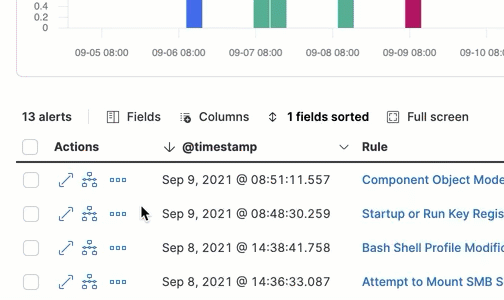 0.4
0.2
0
09-05 08:00 09-06 08:00 09-07 08:00 09-08 08:00 09-09 08:00 09-10 08:0
13 alerts Fields Columns 1 fields sorted Full screen
Actions @timestamp Rule
Sep 9, 2021 @ 08:51:11.557 Component Object Mode
Sep 9, 2021 @ 08:48:30.259 Startup or Run Key Regis
Sep 8, 2021 @ 14:38:41.758 Bash Shell Profile Modific
Sep 8, 2021 @ 14:36:33.087 Attempt to Mount SMB S